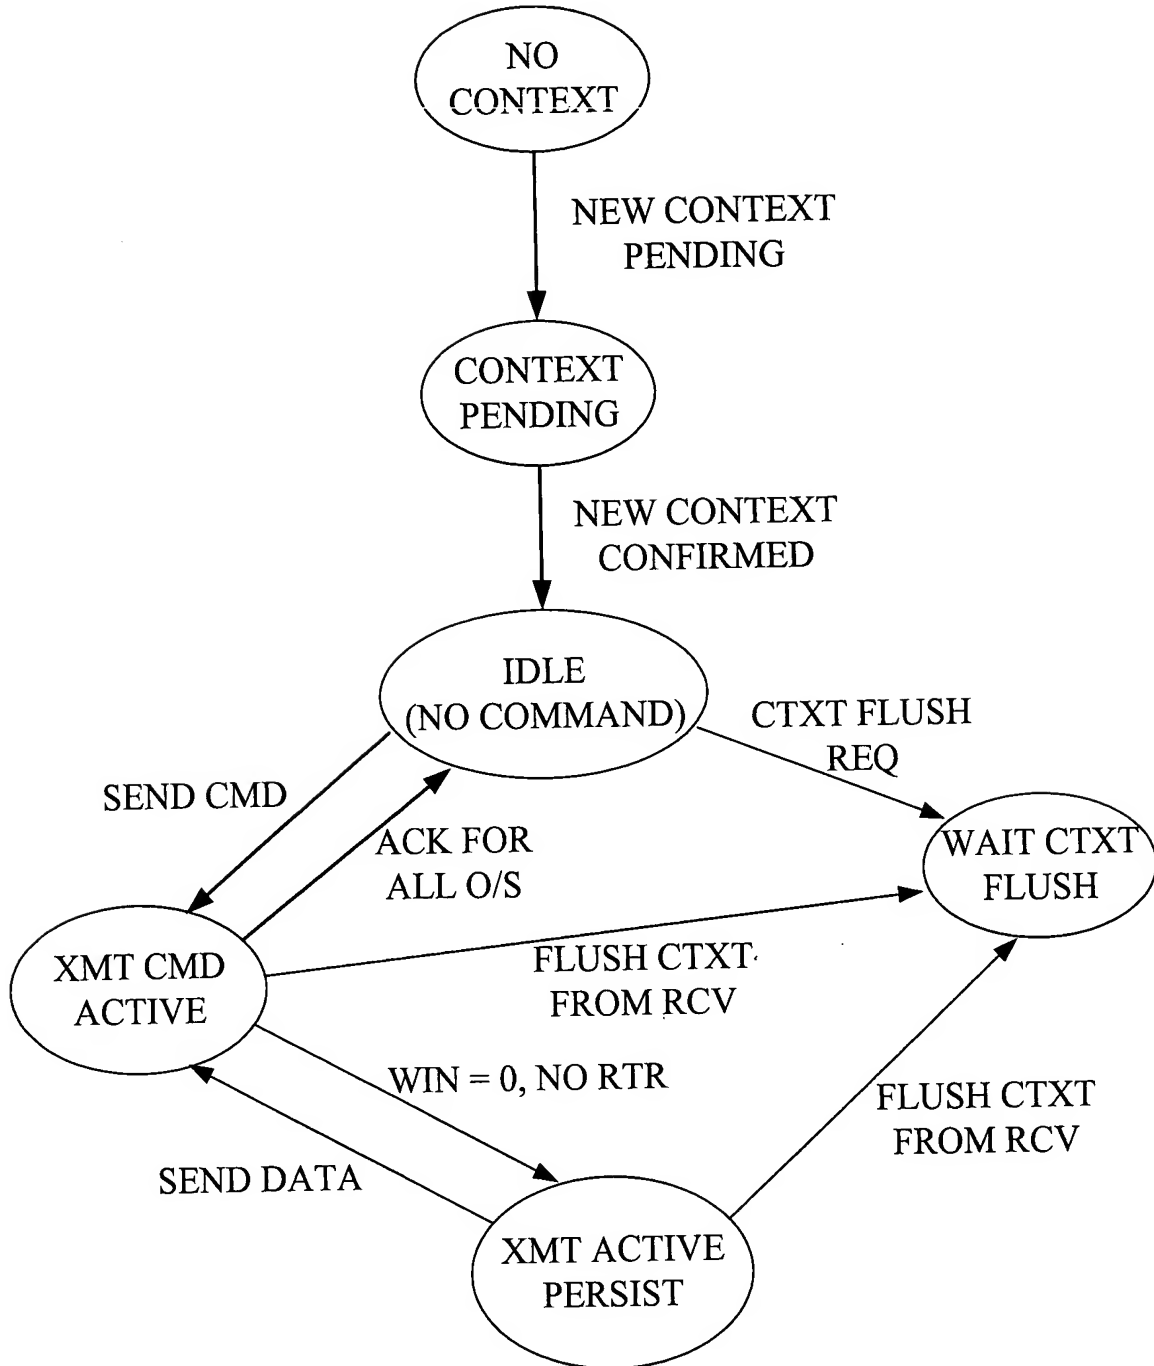 NO
CONTEXT
NEW CONTEXT
PENDING
CONTEXT
PENDING
NEW CONTEXT
CONFIRMED
IDLE
(NO COMMAND)
CTXT FLUSH
REQ
SEND CMD
ACK FOR
ALL O/S
WAIT CTXT
FLUSH
XMT CMD
ACTIVE
FLUSH CTXT
FROM RCV
WIN = 0, NO RTR
FLUSH CTXT
FROM RCV
SEND DATA
XMT ACTIVE
PERSIST